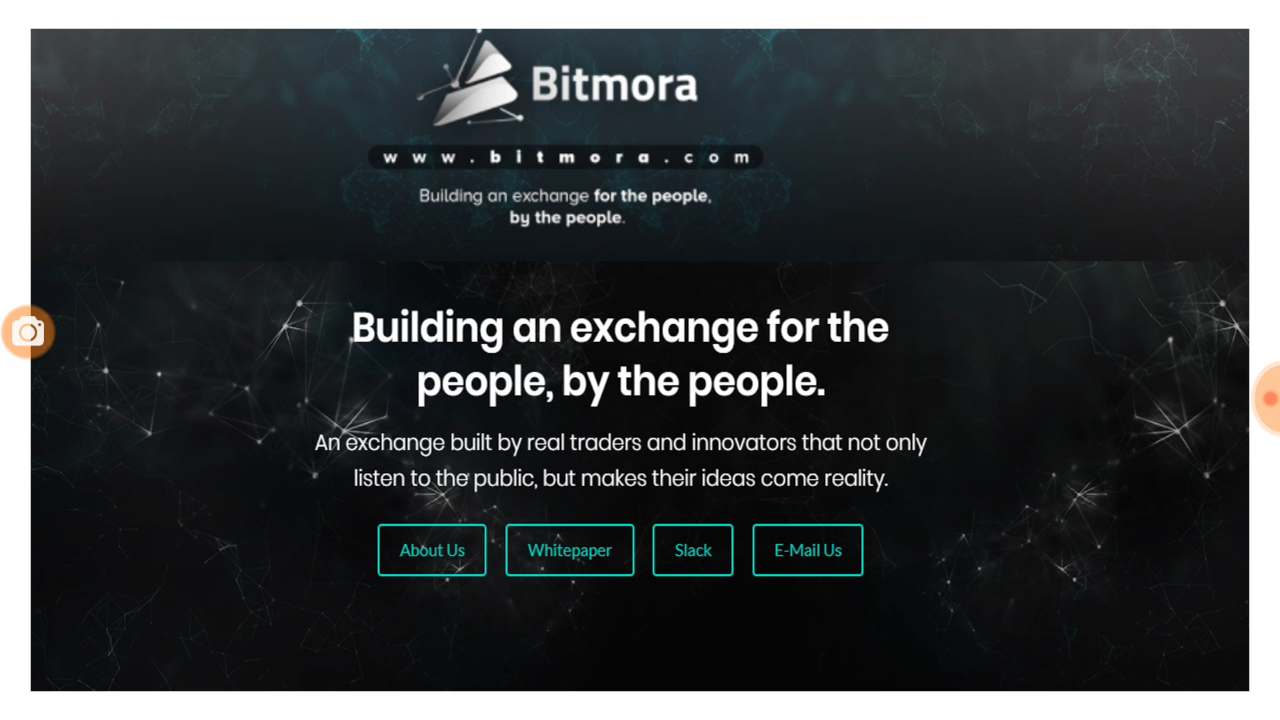 Bitmora
www.bitmora.com
Building an exchange for the people,
by the people.
Building an exchange for the
people, by the people.
An exchange built by real traders and innovators that not only
listen to the public, but makes their ideas come reality.
About Us
Whitepaper
Slack
E-Mail Us